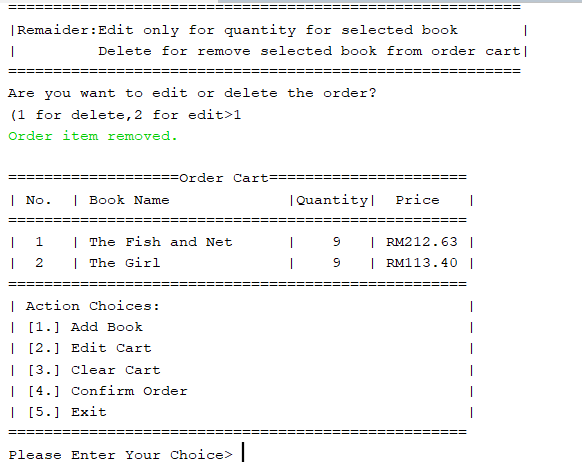 =========================================================
|Remaider:Edit only for quantity for selected book       |
|         Delete for remove selected book from order cart|
=========================================================
Are you want to edit or delete the order?
(1 for delete,2 for edit>1
Order item removed.
===================Order Cart======================
| No.  | Book Name             |Quantity|  Price   |
===================================================
|  1   | The Fish and Net      |    9   | RM212.63 |
|  2   | The Girl              |    9   | RM113.40 |
===================================================
| Action Choices:                                  |
| [1.] Add Book                                    |
| [2.] Edit Cart                                   |
| [3.] Clear Cart                                  |
| [4.] Confirm Order                               |
| [5.] Exit                                        |
===================================================
Please Enter Your Choice>